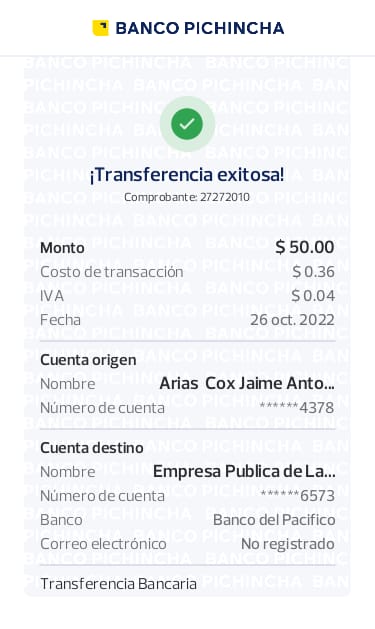 BANCO PICHINCHA
¡Transferencia exitosa!
Comprobante: 27272010
Monto $ 50.00
Costo de transacción $ 0.36
IVA $ 0.04
Fecha 26 oct. 2022
Cuenta origen
Nombre Arias Cox Jaime Anto...
Número de cuenta ******4378
Cuenta destino
Nombre Empresa Publica de La...
Número de cuenta ******6573
Banco Banco del Pacifico
Correo electrónico No registrado
Transferencia Bancaria